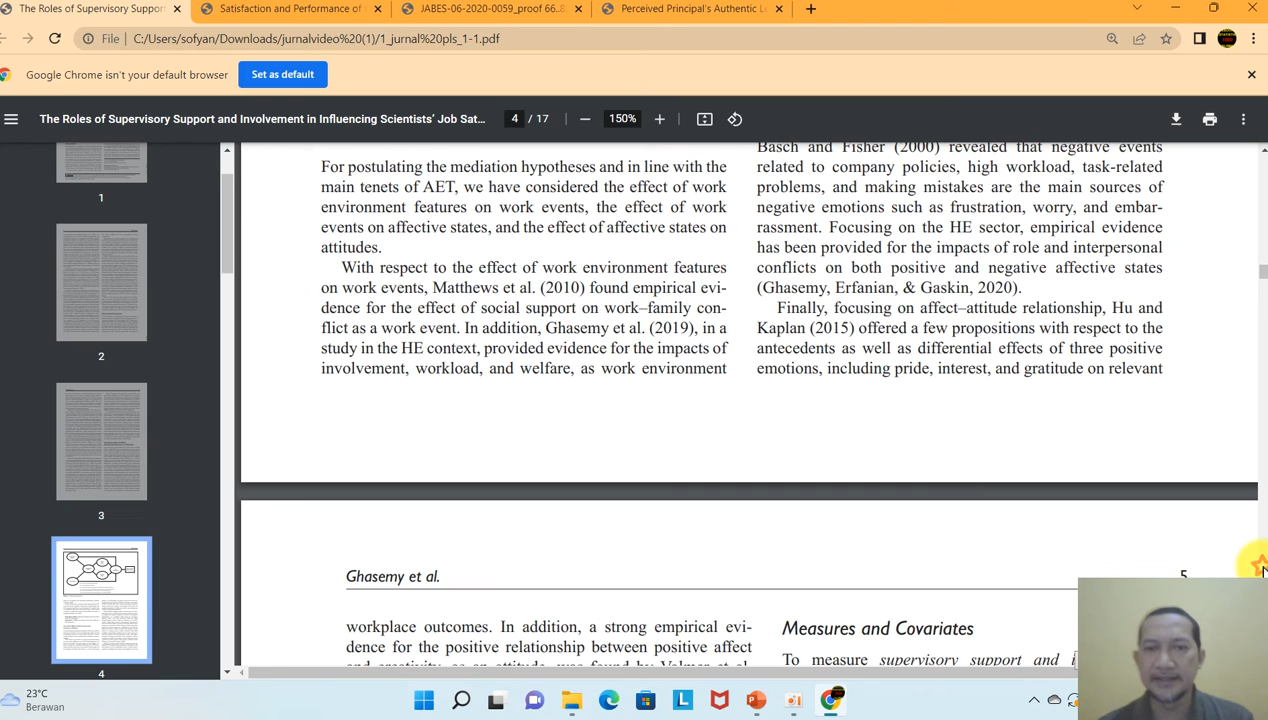 The Roles of Supervisory Suppor
Satisfaction and Performance of
JABES-06-2020-0059_proof 66..8
Perceived Principal's Authentic Le
File
C:/Users/sofyan/Downloads/jurnalvideo%20(1)/1_jurnal%20pls_1-1.pdf
Google Chrome isn't your default browser
Set as default
The Roles of Supervisory Support and Involvement in Influencing Scientists' Job Sat...
4 / 17
150%
1
2
3
4
For postulating the mediation hypotheses and in line with the
main tenets of AET, we have considered the effect of work
environment features on work events, the effect of work
events on affective states, and the effect of affective states on
attitudes.
With respect to the effect of work environment features
on work events, Matthews et al. (2010) found empirical evi-
dence for the effect of social support on work–family con-
flict as a work event. In addition, Ghasemy et al. (2019), in a
study in the HE context, provided evidence for the impacts of
involvement, workload, and welfare, as work environment
Basch and Fisher (2000) revealed that negative events
related to company policies, high workload, task-related
problems, and making mistakes are the main sources of
negative emotions such as frustration, worry, and embar-
rassment. Focusing on the HE sector, empirical evidence
has been provided for the impacts of role and interpersonal
conflicts on both positive and negative affective states
(Ghasemy, Erfanian, & Gaskin, 2020).
Finally, focusing on affect–attitude relationship, Hu and
Kaplan (2015) offered a few propositions with respect to the
antecedents as well as differential effects of three positive
emotions, including pride, interest, and gratitude on relevant
Ghasemy et al.
5
workplace outcomes. In addition, a strong empirical evi-
dence for the positive relationship between positive affect
and creativity, as an attitude, was found by Volmer et al.
Measures and Covariates
To measure supervisory support and i
23°C
Berawan